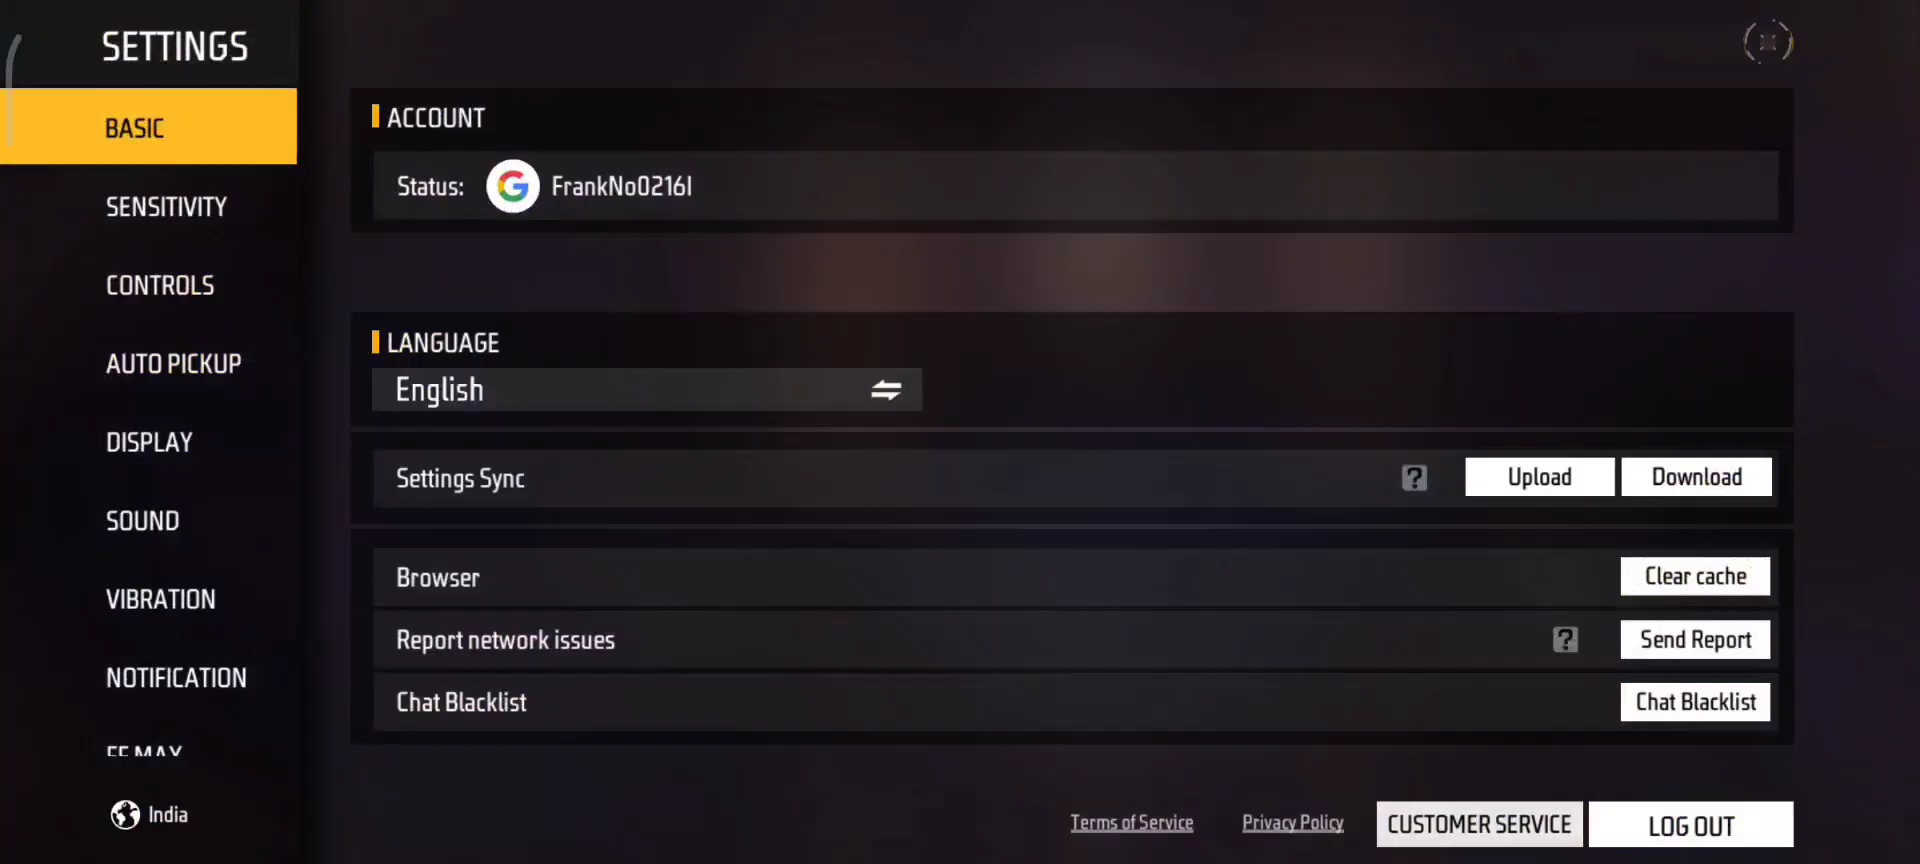 SETTINGS
BASIC
SENSITIVITY
CONTROLS
AUTO PICKUP
DISPLAY
SOUND
VIBRATION
NOTIFICATION
FF MAX
India
ACCOUNT
Status: FrankNo0216l
LANGUAGE
English
Settings Sync ? Upload Download
Browser Clear cache
Report network issues ? Send Report
Chat Blacklist Chat Blacklist
Terms of Service Privacy Policy CUSTOMER SERVICE LOG OUT